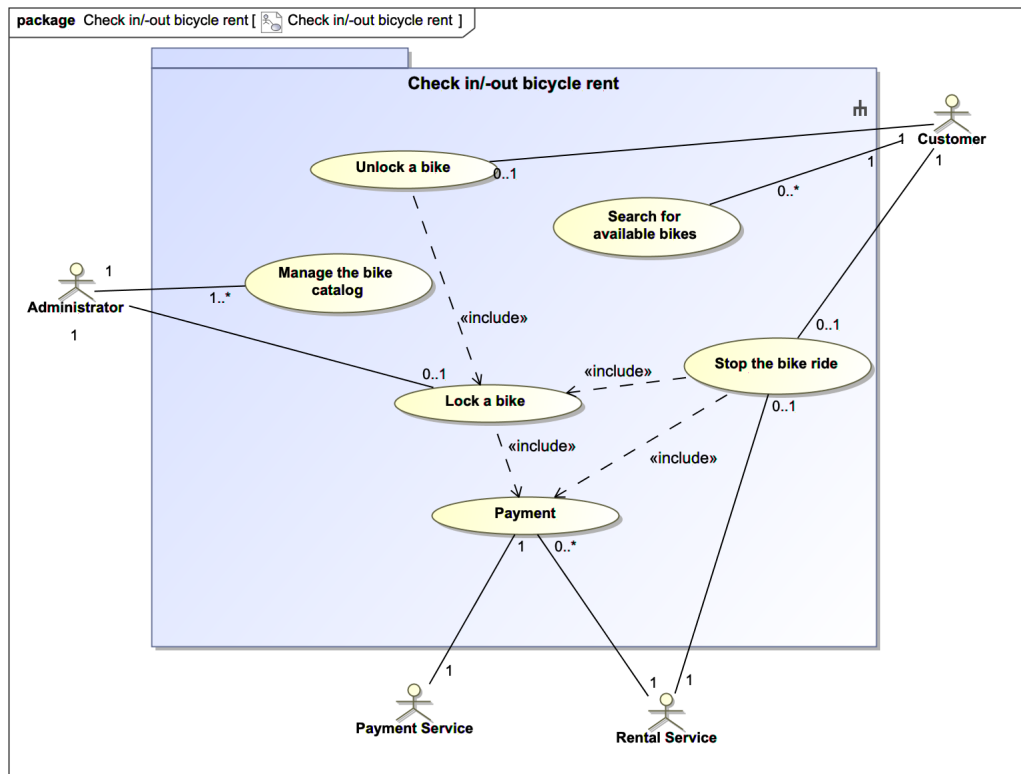 package Check in/-out bicycle rent [ Check in/-out bicycle rent ]
Check in/-out bicycle rent
Customer
1
1
1
Unlock a bike
0..1
0..*
Search for
available bikes
Manage the bike
catalog
1
1..*
Administrator
1
«include»
0..1
0..1
Stop the bike ride
«include»
Lock a bike
0..1
«include»
«include»
Payment
1
0..*
1
1
1
Payment Service
Rental Service